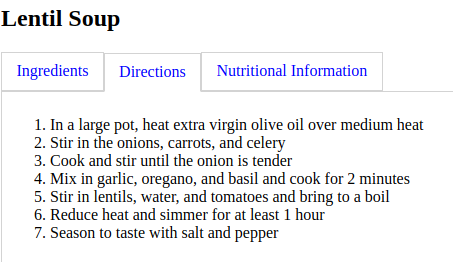 Lentil Soup
Ingredients Directions Nutritional Information
1. In a large pot, heat extra virgin olive oil over medium heat
2. Stir in the onions, carrots, and celery
3. Cook and stir until the onion is tender
4. Mix in garlic, oregano, and basil and cook for 2 minutes
5. Stir in lentils, water, and tomatoes and bring to a boil
6. Reduce heat and simmer for at least 1 hour
7. Season to taste with salt and pepper